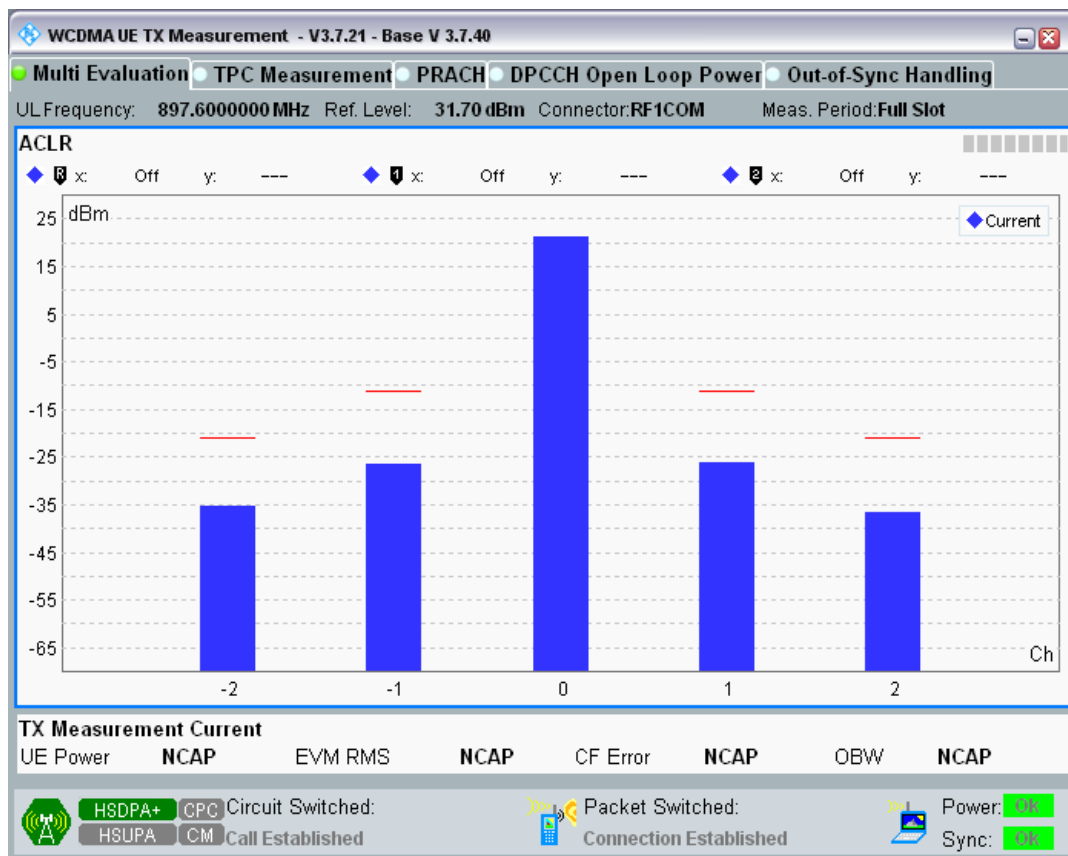 WCDMA UE TX Measurement - V3.7.21 - Base V 3.7.40
Multi Evaluation TPC Measurement PRACH DPCCH Open Loop Power Out-of-Sync Handling
UL Frequency: 897.6000000 MHz Ref. Level: 31.70 dBm Connector:RF1COM Meas. Period:Full Slot
ACLR
R x: Off y: --- 1 x: Off y: --- 2 x: Off y: ---
dBm
Current
25
15
5
-5
-15
-25
-35
-45
-55
-65
Ch
-2 -1 0 1 2
TX Measurement Current
UE Power NCAP EVM RMS NCAP CF Error NCAP OBW NCAP
HSDPA+ CPC Circuit Switched: Packet Switched: Power: OK
HSUPA CM Call Established Connection Established Sync: OK